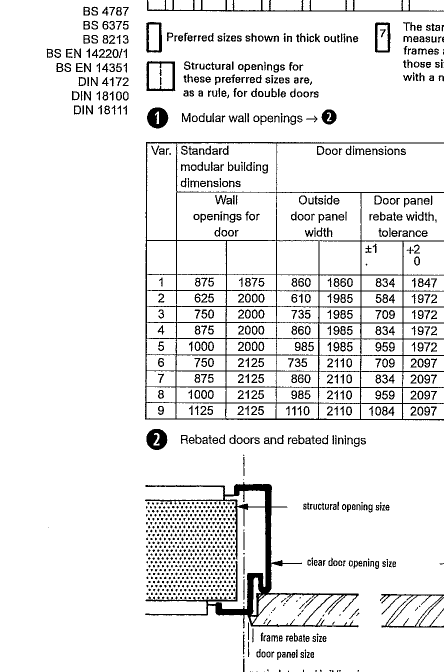 BS 4787
BS 6375
BS 8213
BS EN 14220/1
BS EN 14351
DIN 4172
DIN 18100
DIN 18111
Preferred sizes shown in thick outline
Structural openings for
these preferred sizes are,
as a rule, for double doors
7
The star
measure
frames a
those si
with a n
1 Modular wall openings → 2
Var. Standard Door dimensions
modular building
dimensions
Wall Outside Door panel
openings for door panel rebate width,
door width tolerance
±1 +2
. 0
1 875 1875 860 1860 834 1847
2 625 2000 610 1985 584 1972
3 750 2000 735 1985 709 1972
4 875 2000 860 1985 834 1972
5 1000 2000 985 1985 959 1972
6 750 2125 735 2110 709 2097
7 875 2125 860 2110 834 2097
8 1000 2125 985 2110 959 2097
9 1125 2125 1110 2110 1084 2097
2 Rebated doors and rebated linings
structural opening size
clear door opening size
frame rebate size
door panel size